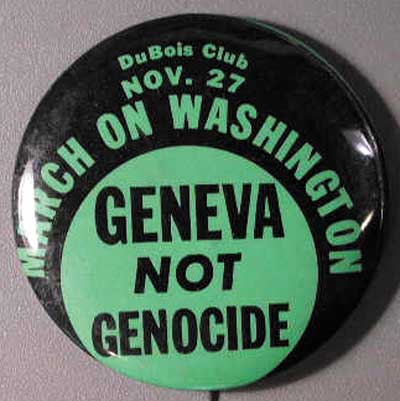 DuBois Club
NOV. 27
MARCH ON WASHINGTON
GENEVA
NOT
GENOCIDE